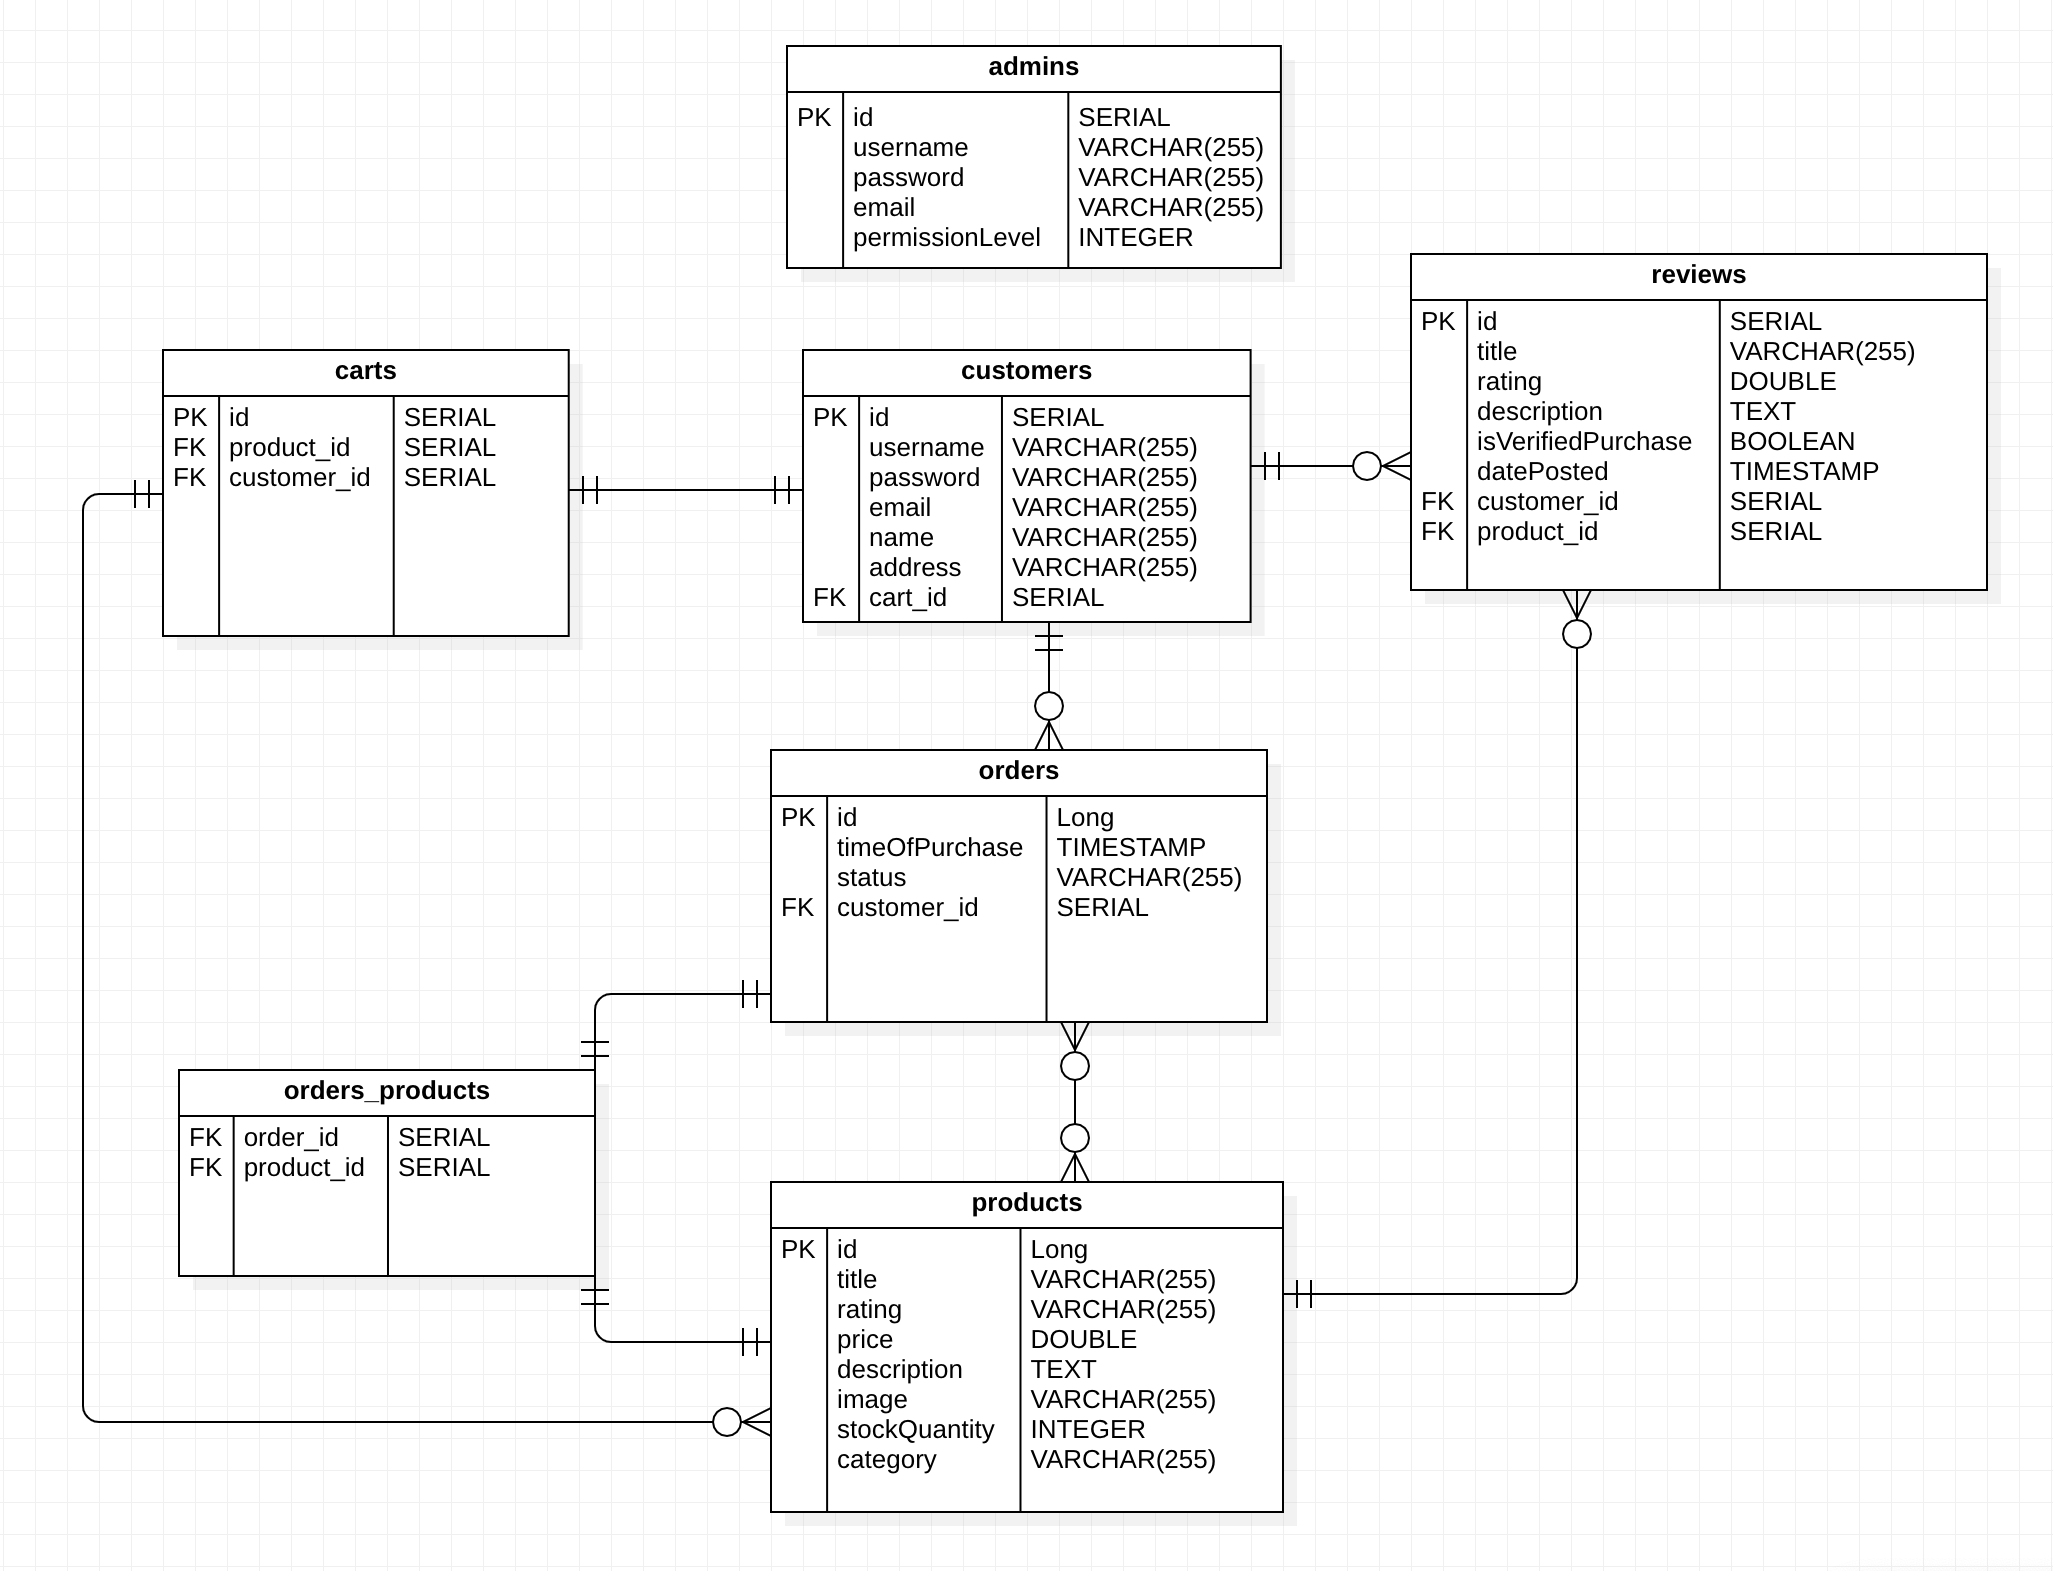 admins
PK id SERIAL
username VARCHAR(255)
password VARCHAR(255)
email VARCHAR(255)
permissionLevel INTEGER
reviews
PK id SERIAL
title VARCHAR(255)
rating DOUBLE
description TEXT
isVerifiedPurchase BOOLEAN
datePosted TIMESTAMP
FK customer_id SERIAL
FK product_id SERIAL
carts
PK id SERIAL
FK product_id SERIAL
FK customer_id SERIAL
customers
PK id SERIAL
username VARCHAR(255)
password VARCHAR(255)
email VARCHAR(255)
name VARCHAR(255)
address VARCHAR(255)
FK cart_id SERIAL
orders
PK id Long
timeOfPurchase TIMESTAMP
status VARCHAR(255)
FK customer_id SERIAL
orders_products
FK order_id SERIAL
FK product_id SERIAL
products
PK id Long
title VARCHAR(255)
rating VARCHAR(255)
price DOUBLE
description TEXT
image VARCHAR(255)
stockQuantity INTEGER
category VARCHAR(255)